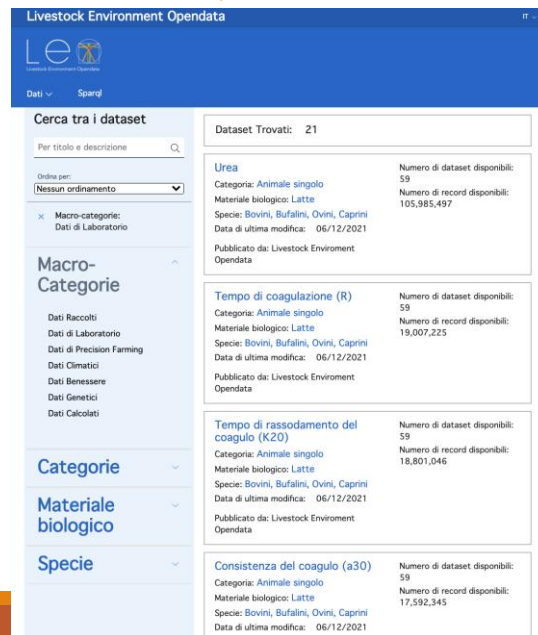 Livestock Environment Opendata
IT
Leo
Livestock Environment Opendata
Dati
Sparql
Cerca tra i dataset
Per titolo e descrizione
Ordina per:
Nessun ordinamento
× Macro-categorie:
Dati di Laboratorio
Macro-
Categorie
Dati Raccolti
Dati di Laboratorio
Dati di Precision Farming
Dati Climatici
Dati Benessere
Dati Genetici
Dati Calcolati
Categorie
Materiale
biologico
Specie
Dataset Trovati: 21
Urea
Categoria: Animale singolo
Materiale biologico: Latte
Specie: Bovini, Bufalini, Ovini, Caprini
Data di ultima modifica: 06/12/2021
Pubblicato da: Livestock Enviroment
Opendata
Numero di dataset disponibili:
59
Numero di record disponibili:
105,985,497
Tempo di coagulazione (R)
Categoria: Animale singolo
Materiale biologico: Latte
Specie: Bovini, Bufalini, Ovini, Caprini
Data di ultima modifica: 06/12/2021
Pubblicato da: Livestock Enviroment
Opendata
Numero di dataset disponibili:
59
Numero di record disponibili:
19,007,225
Tempo di rassodamento del
coagulo (K20)
Categoria: Animale singolo
Materiale biologico: Latte
Specie: Bovini, Bufalini, Ovini, Caprini
Data di ultima modifica: 06/12/2021
Pubblicato da: Livestock Enviroment
Opendata
Numero di dataset disponibili:
59
Numero di record disponibili:
18,801,046
Consistenza del coagulo (a30)
Categoria: Animale singolo
Materiale biologico: Latte
Specie: Bovini, Bufalini, Ovini, Caprini
Data di ultima modifica: 06/12/2021
Numero di dataset disponibili:
59
Numero di record disponibili:
17,592,345